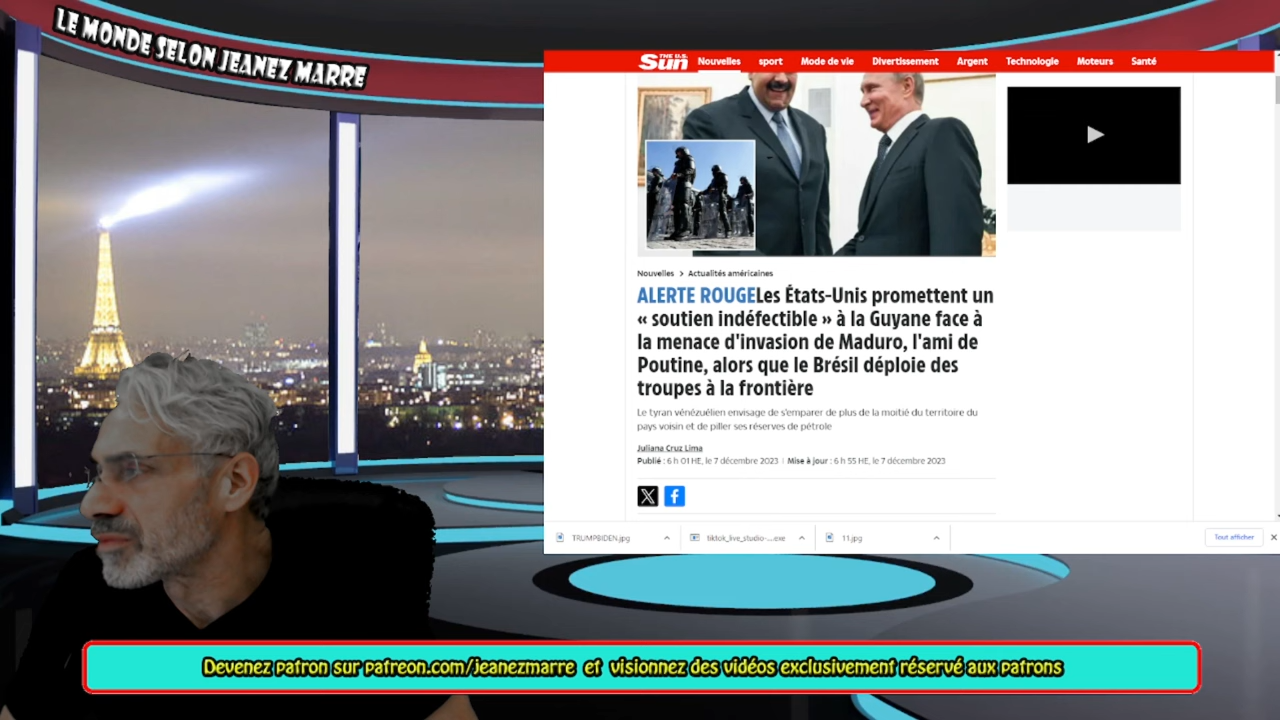 LE MONDE SELON JEANEZ MARRE
THE U.S. Sun Nouvelles sport Mode de vie Divertissement Argent Technologie Moteurs Santé
Nouvelles > Actualités américaines
ALERTE ROUGELes États-Unis promettent un
« soutien indéfectible » à la Guyane face à
la menace d'invasion de Maduro, l'ami de
Poutine, alors que le Brésil déploie des
troupes à la frontière
Le tyran vénézuélien envisage de s'emparer de plus de la moitié du territoire du
pays voisin et de piller ses réserves de pétrole
Juliana Cruz Lima
Publié : 6 h 01 HE, le 7 décembre 2023 | Mise à jour : 6 h 55 HE, le 7 décembre 2023
TRUMPBIDEN.jpg tiktok_live_studio-....exe 11.jpg Tout afficher
Devenez patron sur patreon.com/jeanezmarre et visionnez des vidéos exclusivement réservé aux patrons